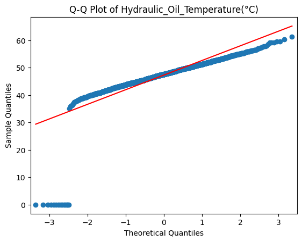 Q-Q Plot of Hydraulic_Oil_Temperature(°C)
60
50
40
30
20
10
0
Sample Quantiles
−3 −2 −1 0 1 2 3
Theoretical Quantiles